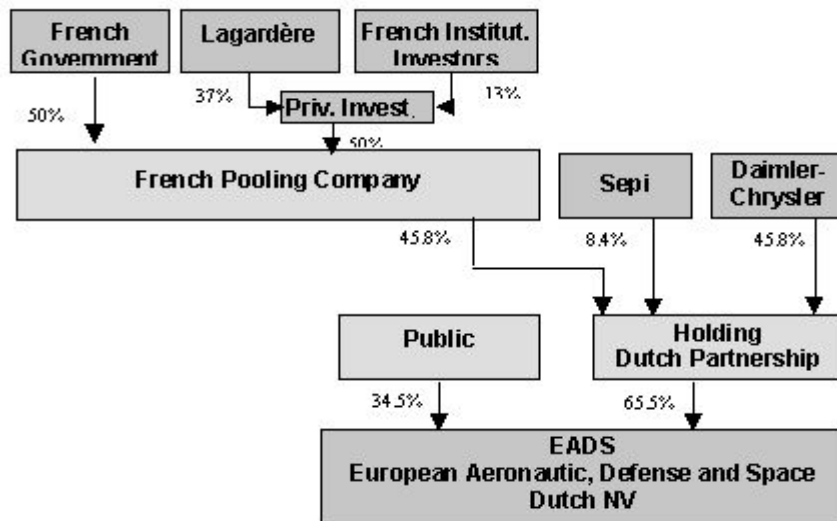 French
Government
Lagardère
French Institut.
Investors
50%
37%
13%
Priv. Invest.
50%
French Pooling Company
Sepi
Daimler-
Chrysler
45.8%
8.4%
45.8%
Public
Holding
Dutch Partnership
34.5%
65.5%
EADS
European Aeronautic, Defense and Space
Dutch NV